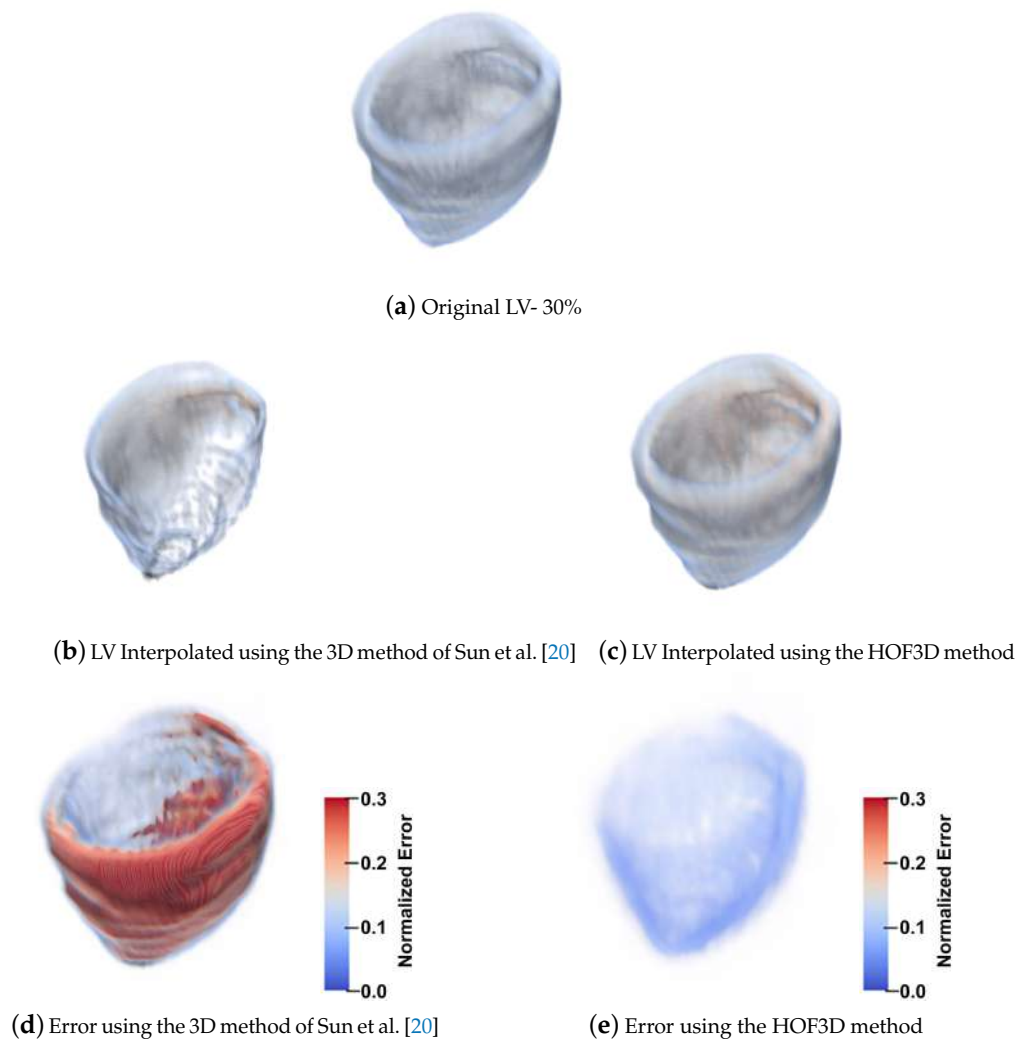 (a) Original LV- 30%
(b) LV Interpolated using the 3D method of Sun et al. [20]
(c) LV Interpolated using the HOF3D method
0.3
0.2
0.1
0.0
Normalized Error
0.3
0.2
0.1
0.0
Normalized Error
(d) Error using the 3D method of Sun et al. [20]
(e) Error using the HOF3D method